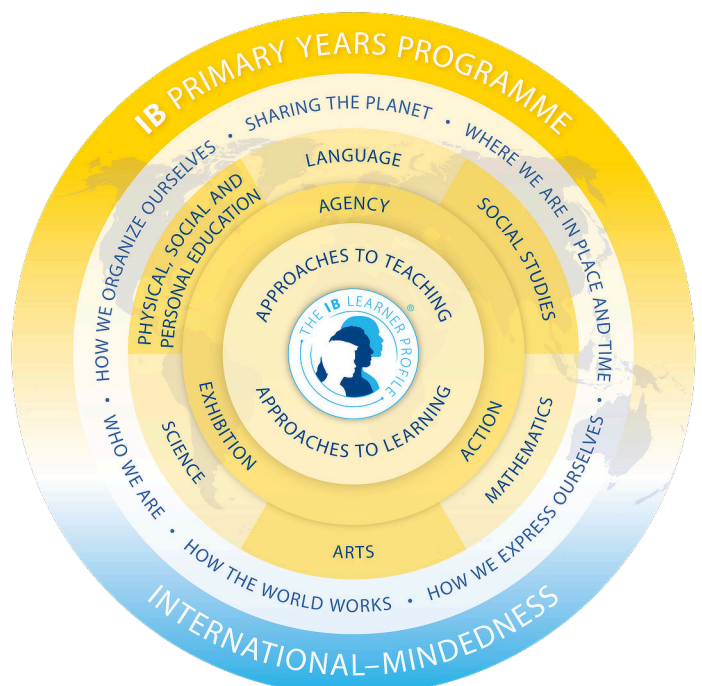 IB PRIMARY YEARS PROGRAMME
SHARING THE PLANET • WHERE WE ARE IN PLACE AND TIME • HOW WE EXPRESS OURSELVES • HOW THE WORLD WORKS • WHO WE ARE • HOW WE ORGANIZE OURSELVES •
LANGUAGE
SOCIAL STUDIES
MATHEMATICS
ARTS
SCIENCE
PHYSICAL, SOCIAL AND
PERSONAL EDUCATION
AGENCY
ACTION
EXHIBITION
APPROACHES TO TEACHING
THE IB LEARNER PROFILE
®
APPROACHES TO LEARNING
INTERNATIONAL–MINDEDNESS